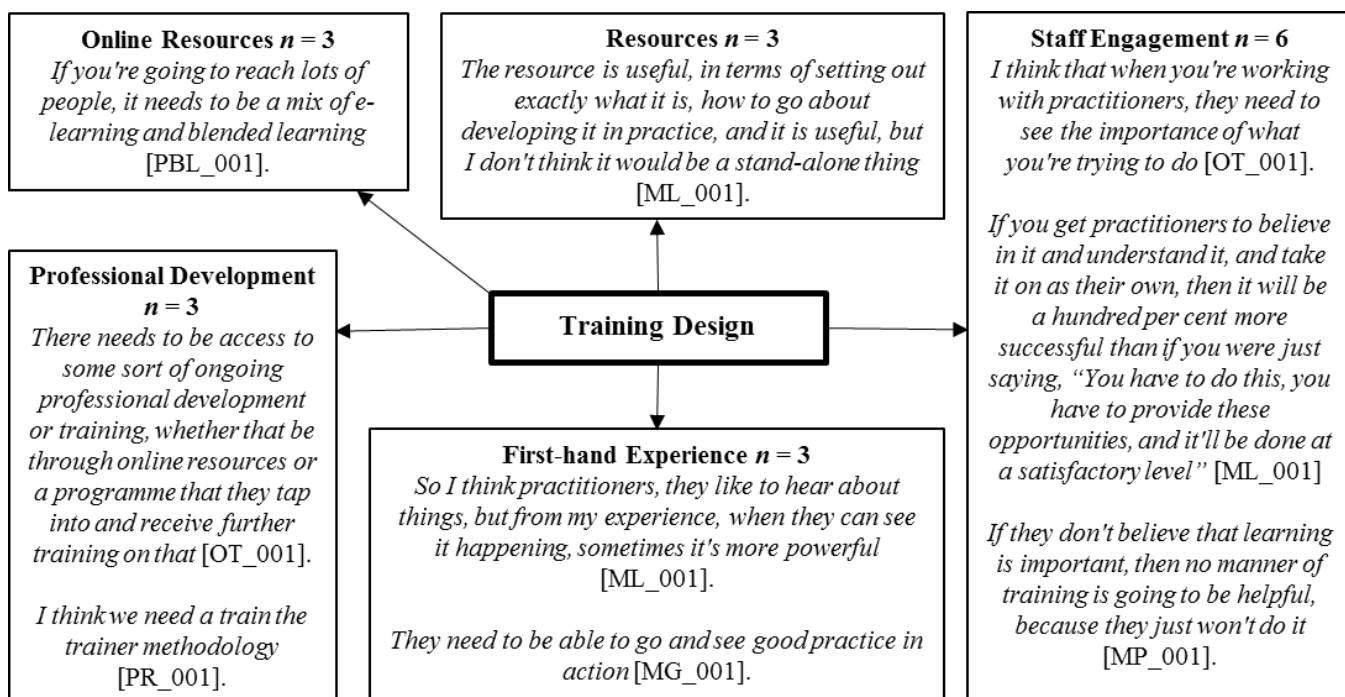 Online Resources n = 3
If you're going to reach lots of
people, it needs to be a mix of e-
learning and blended learning
[PBL_001].
Resources n = 3
The resource is useful, in terms of setting out
exactly what it is, how to go about
developing it in practice, and it is useful, but
I don't think it would be a stand-alone thing
[ML_001].
Staff Engagement n = 6
I think that when you're working
with practitioners, they need to
see the importance of what
you're trying to do [OT_001].
If you get practitioners to believe
in it and understand it, and take
it on as their own, then it will be
a hundred per cent more
successful than if you were just
saying, “You have to do this, you
have to provide these
opportunities, and it'll be done at
a satisfactory level” [ML_001]
If they don't believe that learning
is important, then no manner of
training is going to be helpful,
because they just won't do it
[MP_001].
Professional Development
n = 3
There needs to be access to
some sort of ongoing
professional development
or training, whether that be
through online resources or
a programme that they tap
into and receive further
training on that [OT_001].
I think we need a train the
trainer methodology
[PR_001].
Training Design
First-hand Experience n = 3
So I think practitioners, they like to hear about
things, but from my experience, when they can see
it happening, sometimes it's more powerful
[ML_001].
They need to be able to go and see good practice in
action [MG_001].